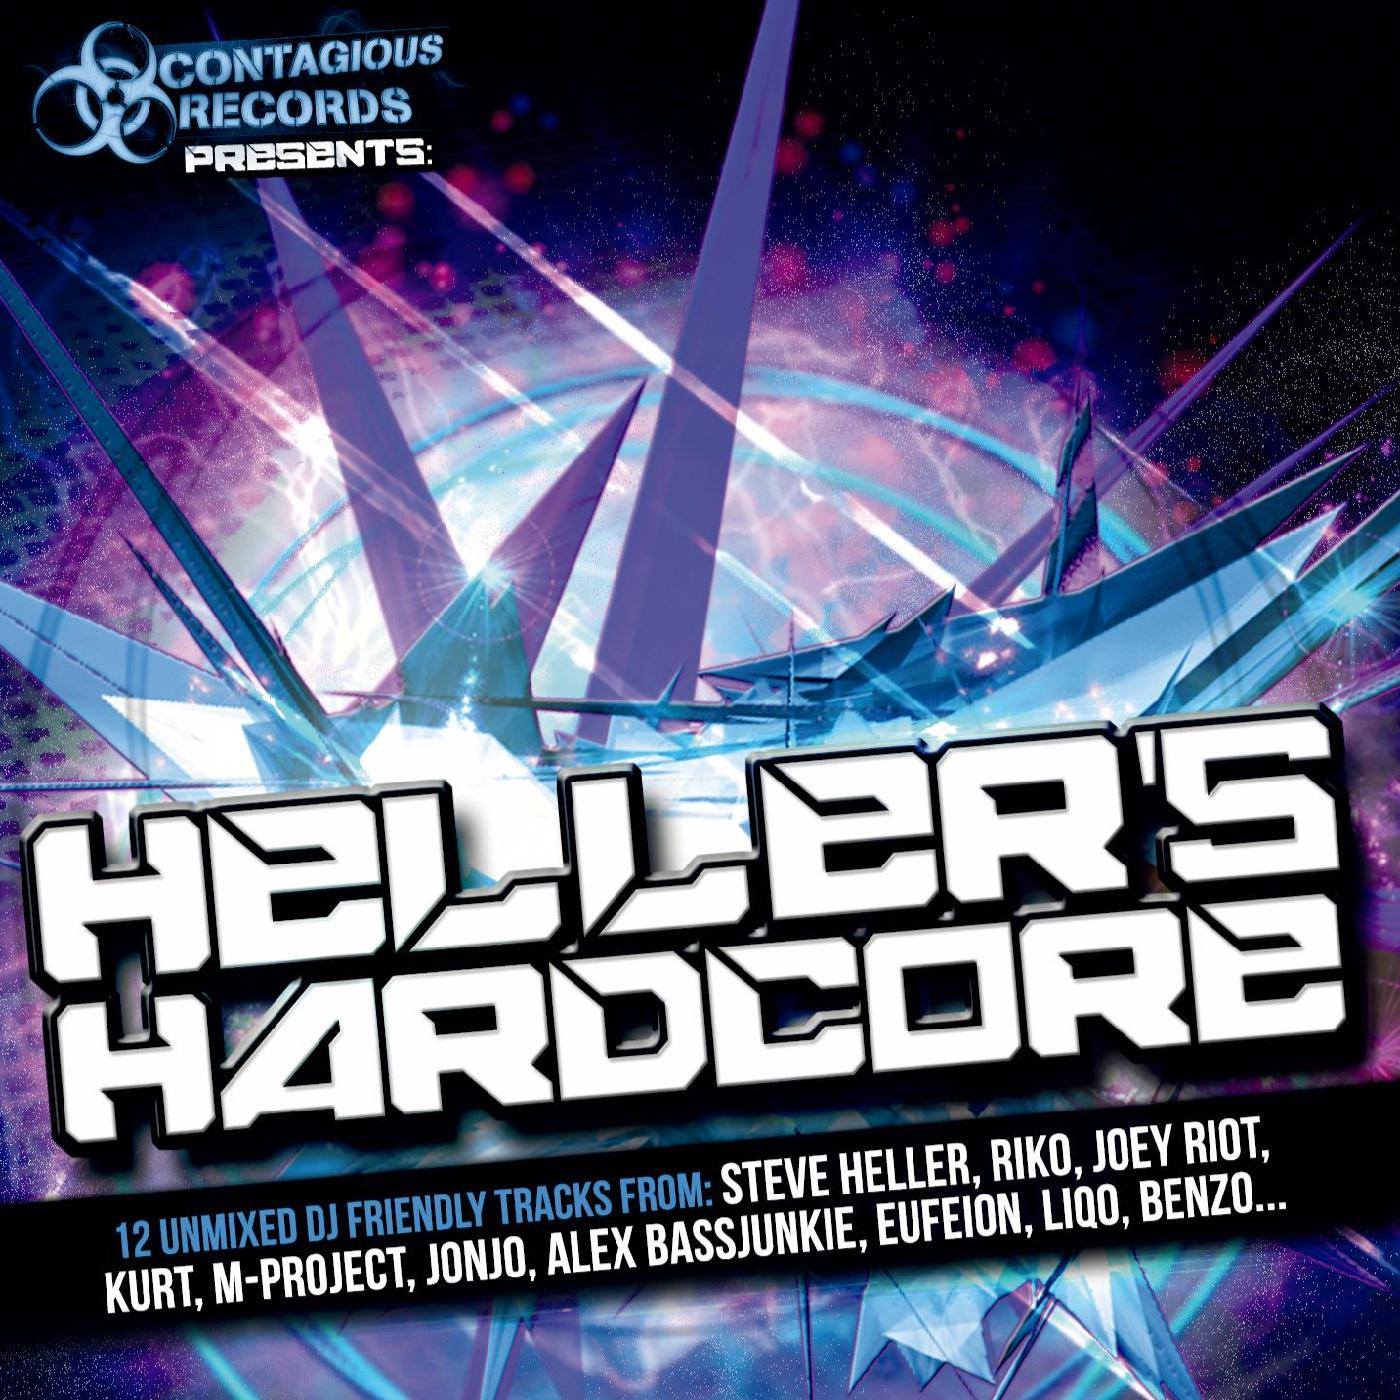 CONTAGIOUS
RECORDS
PRESENTS:
HELLER'S
HARDCORE
12 UNMIXED DJ FRIENDLY TRACKS FROM: STEVE HELLER, RIKO, JOEY RIOT,
KURT, M-PROJECT, JONJO, ALEX BASSJUNKIE, EUFEION, LIQO, BENZO...